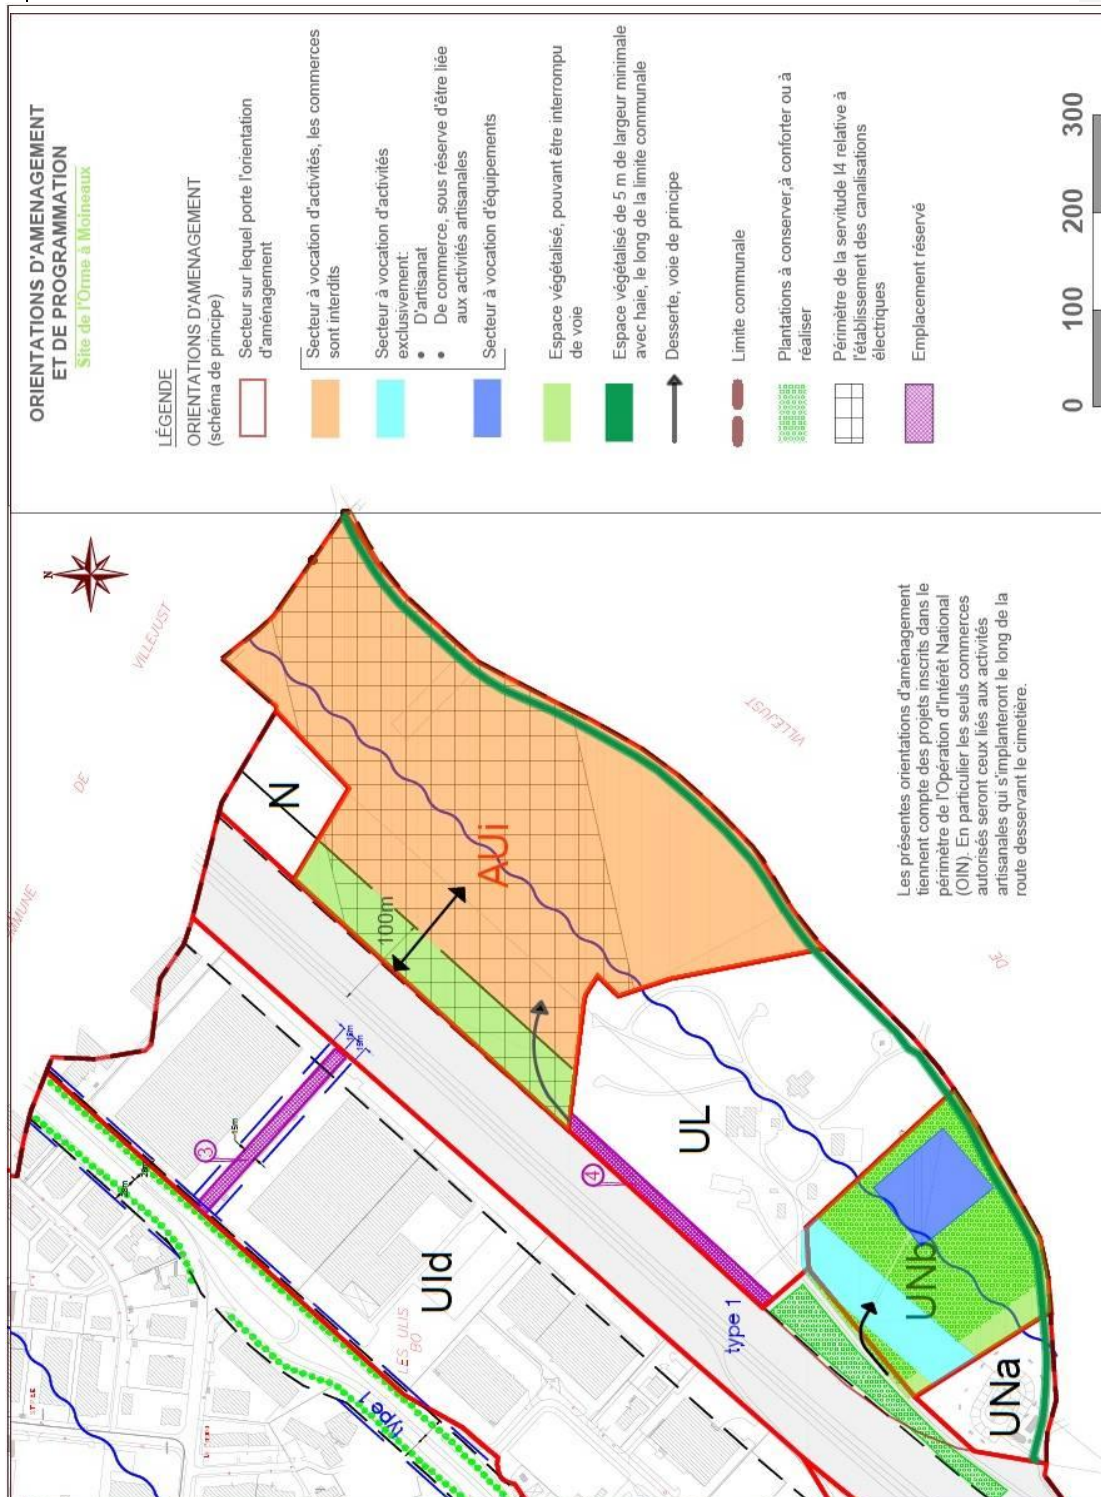 ORIENTATIONS D'AMENAGEMENT
ET DE PROGRAMMATION
Site de l'Orme à Moineaux
LÉGENDE
ORIENTATIONS D'AMENAGEMENT
(schéma de principe)
Secteur sur lequel porte l'orientation
d'aménagement
Secteur à vocation d'activités, les commerces
sont interdits
Secteur à vocation d'activités
exclusivement:
• D'artisanat
• De commerce, sous réserve d'être liée
aux activités artisanales
Secteur à vocation d'équipements
Espace végétalisé, pouvant être interrompu
de voie
Espace végétalisé de 5 m de largeur minimale
avec haie, le long de la limite communale
Desserte, voie de principe
Limite communale
Plantations à conserver,à conforter ou à
réaliser
Périmètre de la servitude I4 relative à
l'établissement des canalisations
électriques
Emplacement réservé
0 100 200 300
N
VILLEJUST
DE
VILLEJUST
DE
N
AUi
100m
UL
UId
UNb
UNa
3
4
15m
15m
15m
type 1
type 1
LES ULIS
BO
Les présentes orientations d'aménagement
tiennent compte des projets inscrits dans le
périmètre de l'Opération d'Intérêt National
(OIN). En particulier les seuls commerces
autorisés seront ceux liés aux activités
artisanales qui s'implanteront le long de la
route desservant le cimetière.